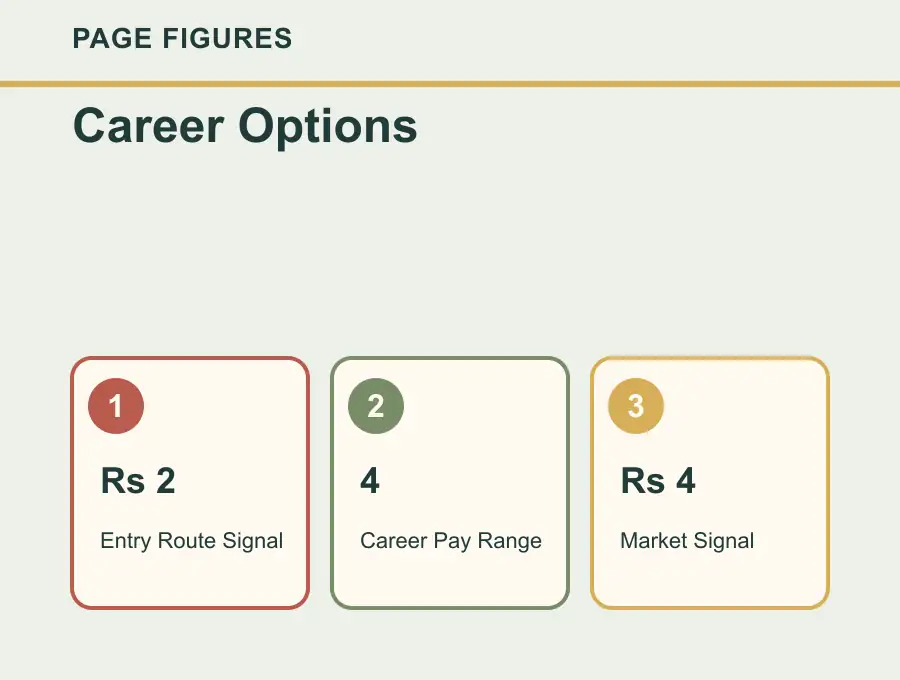 PAGE FIGURES
Career Options
1
Rs 2
Entry Route Signal
2
4
Career Pay Range
3
Rs 4
Market Signal